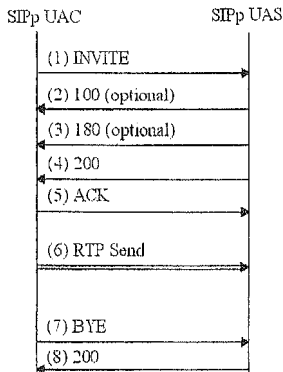 SIPp UAC SIPp UAS
(1) INVITE
(2) 100 (optional)
(3) 180 (optional)
(4) 200
(5) ACK
(6) RTP Send
(7) BYE
(8) 200